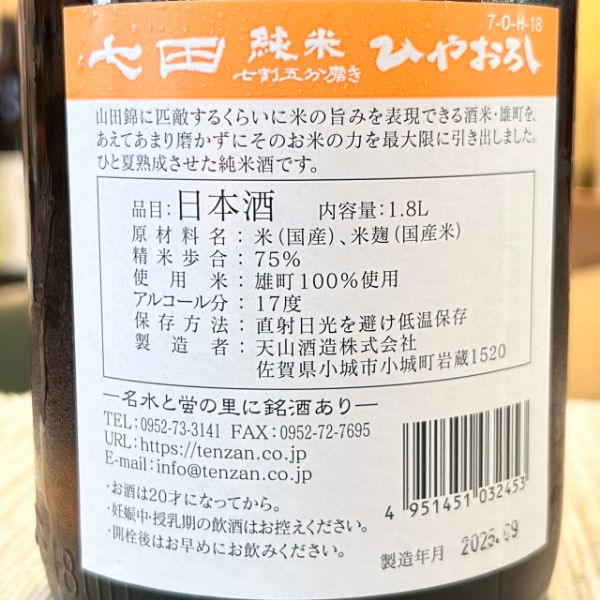 7-O-H-18
七田 純米 ひやおろし
七割五分磨き
山田錦に匹敵するくらいに米の旨みを表現できる酒米・雄町を、
あえてあまり磨かずにそのお米の力を最大限に引き出しました。
ひと夏熟成させた純米酒です。
品目:日本酒 内容量:1.8L
原材料名:米(国産)、米麹(国産米)
精米歩合:75%
使用米:雄町100%使用
アルコール分:17度
保存方法:直射日光を避け低温保存
製造者:天山酒造株式会社
佐賀県小城市小城町岩蔵1520
―名水と蛍の里に銘酒あり―
TEL:0952-73-3141 FAX:0952-72-7695
URL:https://tenzan.co.jp
E-mail:info@tenzan.co.jp
・お酒は20才になってから。
・妊娠中・授乳期の飲酒はお控えください。
・開栓後はお早めにお飲みください。
4 951451 032453
製造年月 2025.09